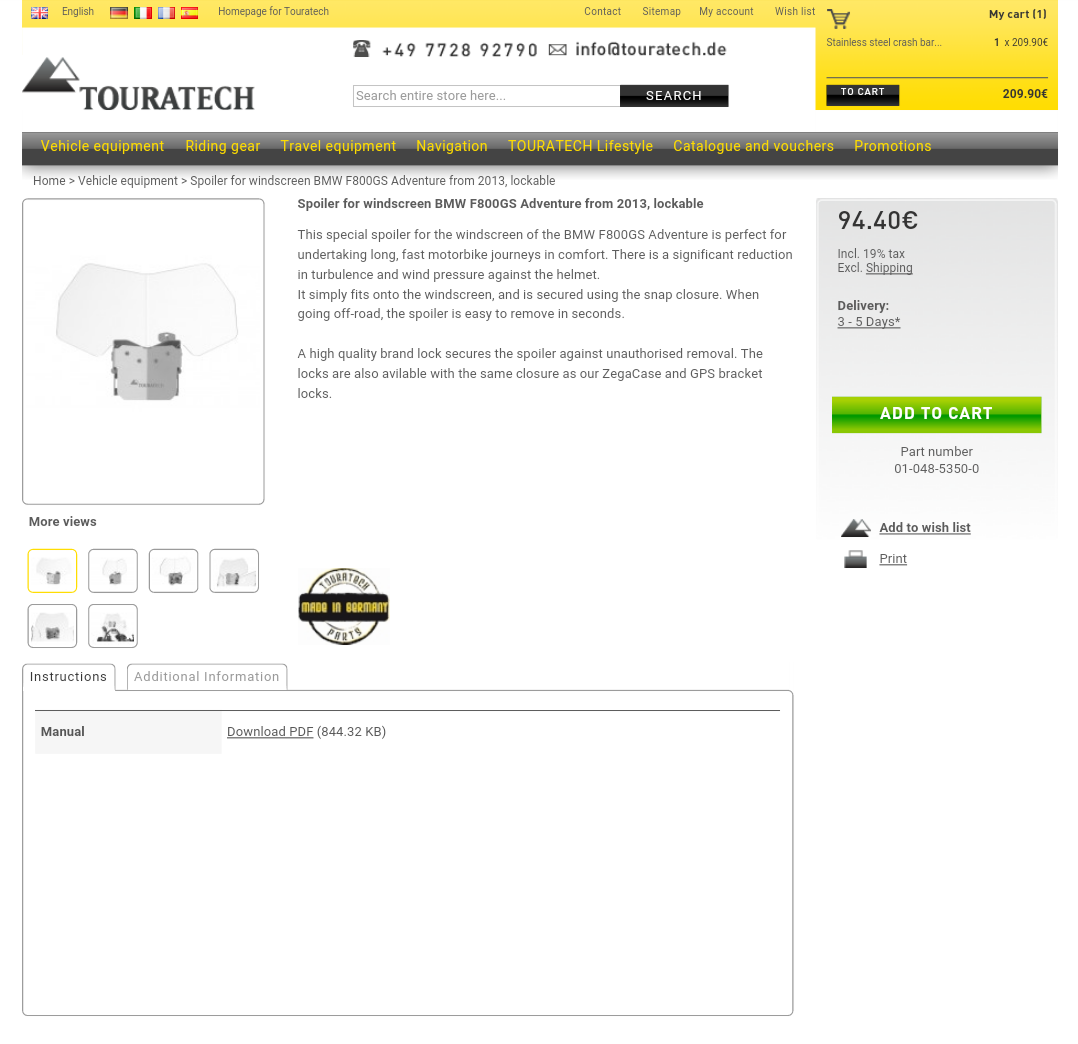 English
Homepage for Touratech
Contact
Sitemap
My account
Wish list
My cart (1)
Stainless steel crash bar... 1 x 209.90€
TO CART
209.90€
+49 7728 92790
info@touratech.de
TOURATECH
Search entire store here...
SEARCH
Vehicle equipment
Riding gear
Travel equipment
Navigation
TOURATECH Lifestyle
Catalogue and vouchers
Promotions
Home > Vehicle equipment > Spoiler for windscreen BMW F800GS Adventure from 2013, lockable
TOURATECH
Spoiler for windscreen BMW F800GS Adventure from 2013, lockable
This special spoiler for the windscreen of the BMW F800GS Adventure is perfect for
undertaking long, fast motorbike journeys in comfort. There is a significant reduction
in turbulence and wind pressure against the helmet.
It simply fits onto the windscreen, and is secured using the snap closure. When
going off-road, the spoiler is easy to remove in seconds.
A high quality brand lock secures the spoiler against unauthorised removal. The
locks are also avilable with the same closure as our ZegaCase and GPS bracket
locks.
94.40€
Incl. 19% tax
Excl. Shipping
Delivery:
3 - 5 Days*
ADD TO CART
Part number
01-048-5350-0
Add to wish list
Print
More views
TOURATECH
MADE IN GERMANY
PARTS
Instructions
Additional Information
Manual
Download PDF (844.32 KB)